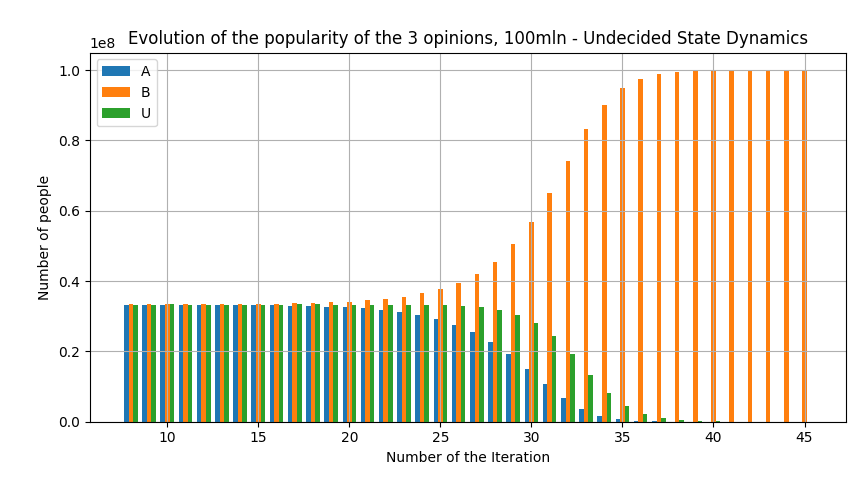 Evolution of the popularity of the 3 opinions, 100mln - Undecided State Dynamics
1e8
A
B
U
1.0
0.8
0.6
0.4
0.2
0.0
Number of people
10 15 20 25 30 35 40 45
Number of the Iteration